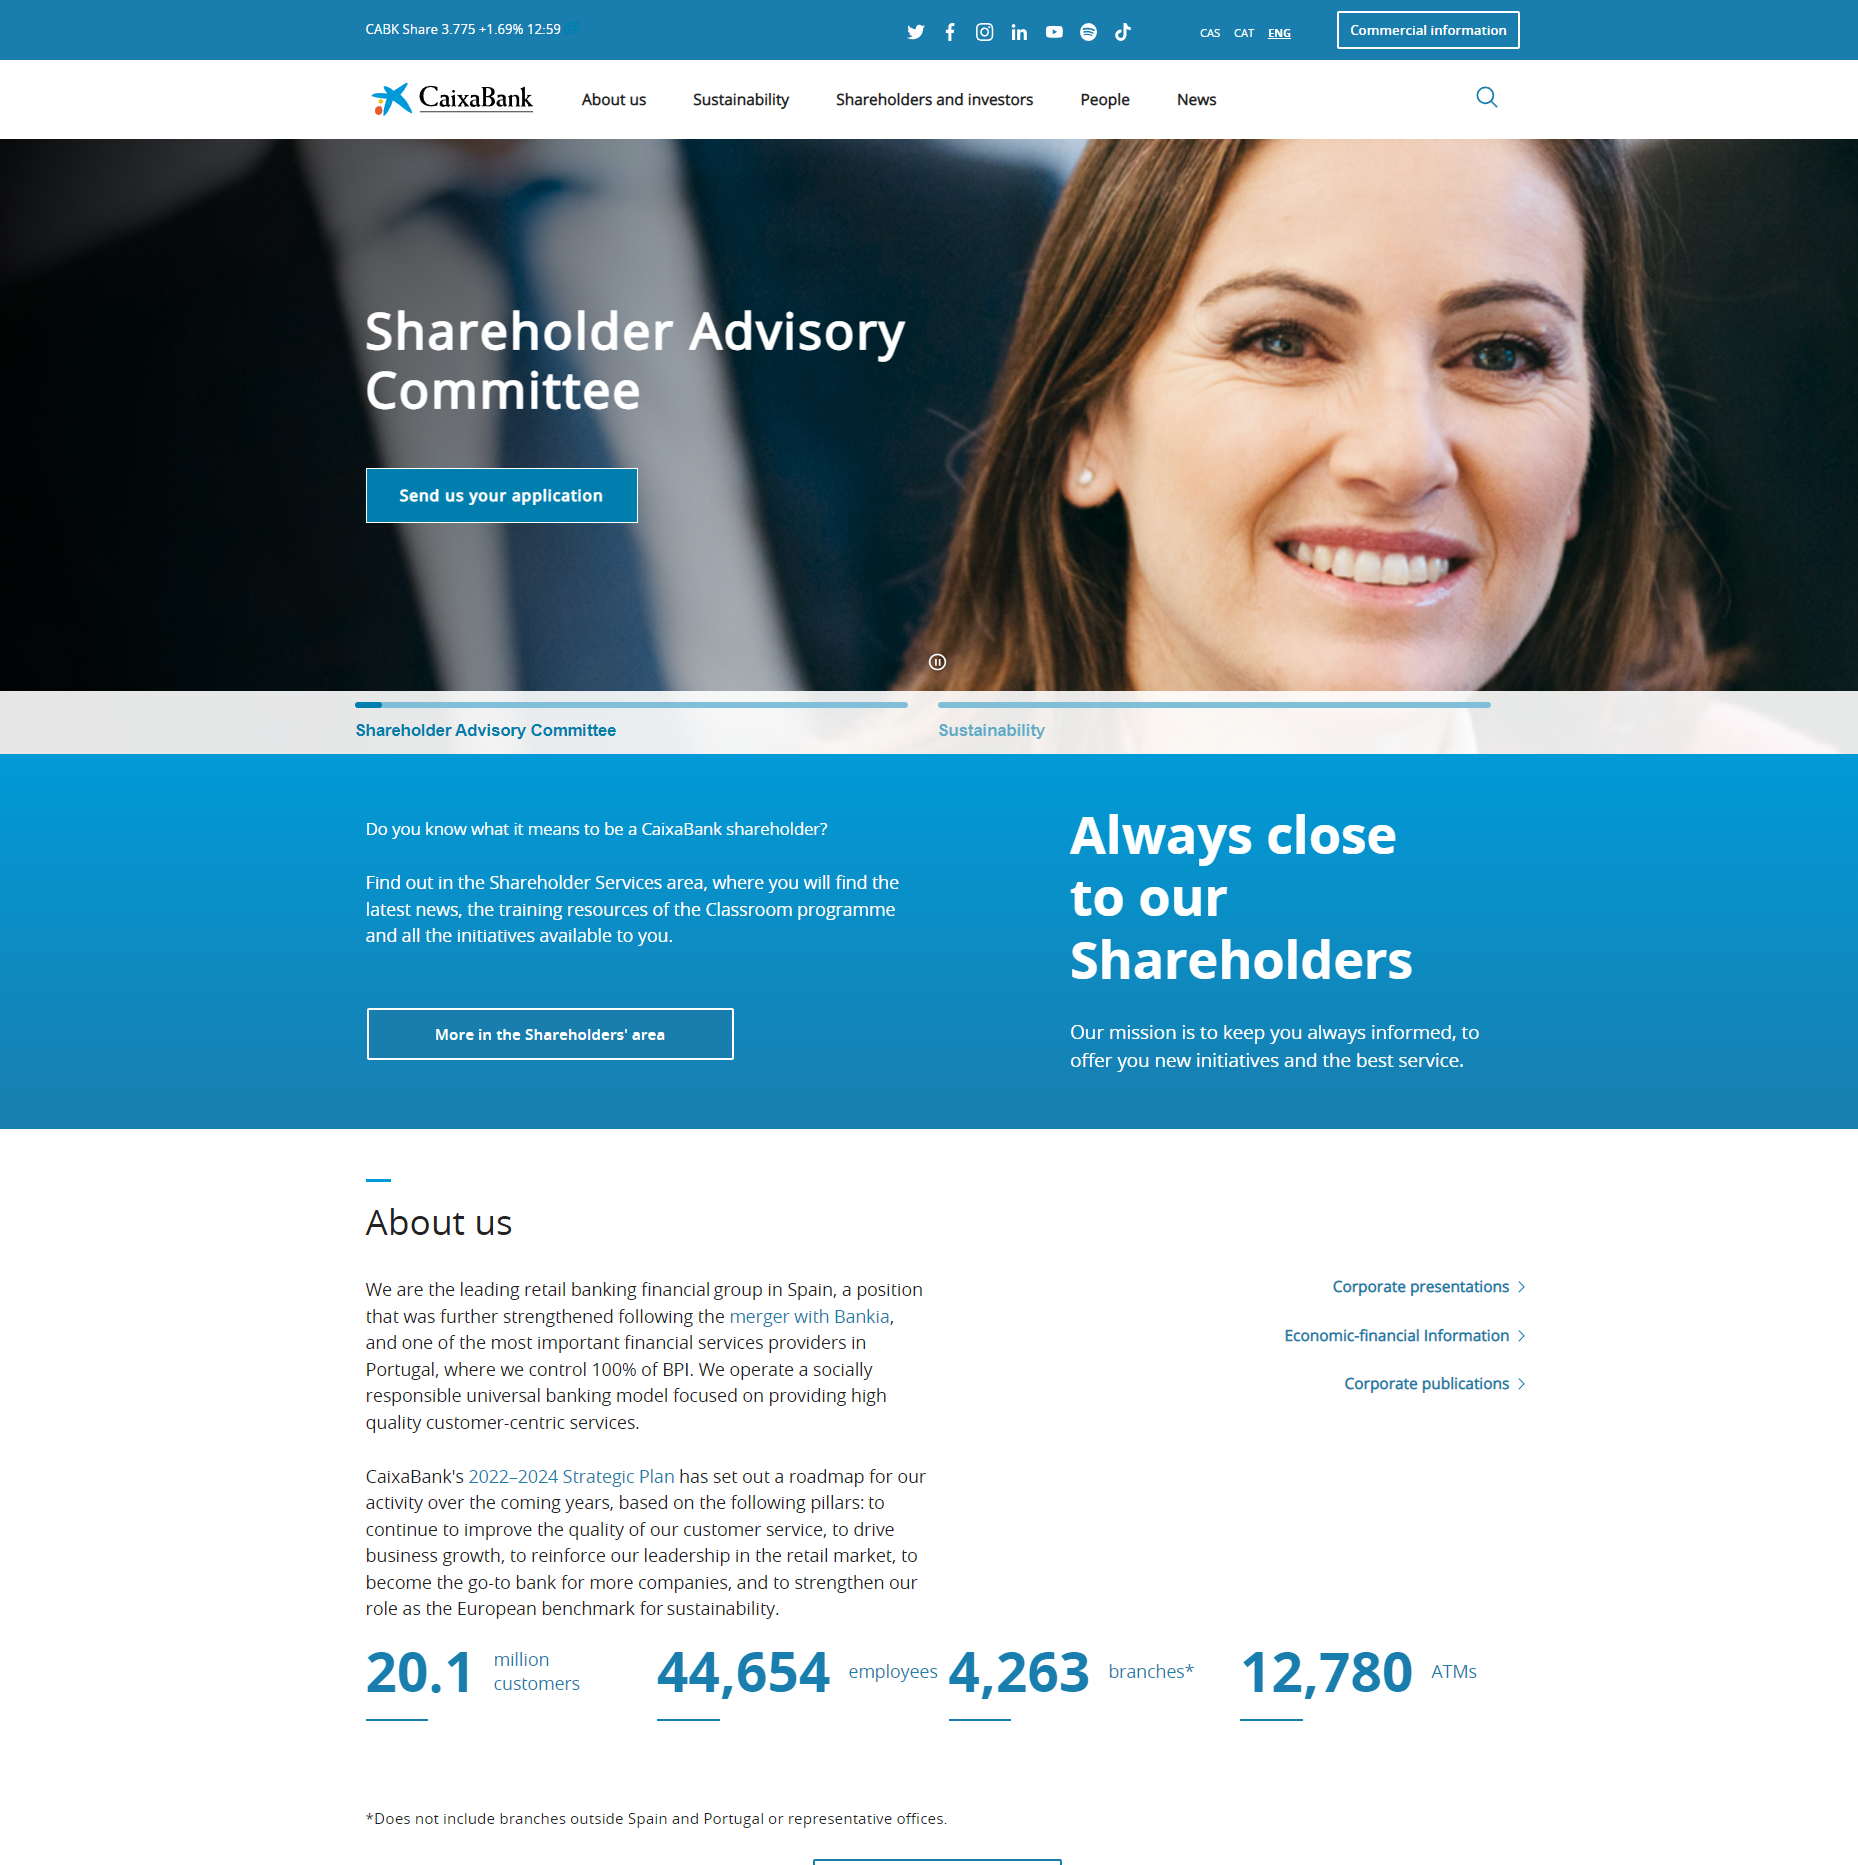 CABK Share 3.775 +1.69% 12:59
CAS CAT ENG
Commercial information
CaixaBank
About us
Sustainability
Shareholders and investors
People
News
Shareholder Advisory
Committee
Send us your application
Shareholder Advisory Committee
Sustainability
Do you know what it means to be a CaixaBank shareholder?
Find out in the Shareholder Services area, where you will find the
latest news, the training resources of the Classroom programme
and all the initiatives available to you.
More in the Shareholders' area
Always close
to our
Shareholders
Our mission is to keep you always informed, to
offer you new initiatives and the best service.
About us
We are the leading retail banking financial group in Spain, a position
that was further strengthened following the merger with Bankia,
and one of the most important financial services providers in
Portugal, where we control 100% of BPI. We operate a socially
responsible universal banking model focused on providing high
quality customer-centric services.
CaixaBank's 2022–2024 Strategic Plan has set out a roadmap for our
activity over the coming years, based on the following pillars: to
continue to improve the quality of our customer service, to drive
business growth, to reinforce our leadership in the retail market, to
become the go-to bank for more companies, and to strengthen our
role as the European benchmark for sustainability.
Corporate presentations
Economic-financial Information
Corporate publications
20.1 million customers
44,654 employees
4,263 branches*
12,780 ATMs
*Does not include branches outside Spain and Portugal or representative offices.